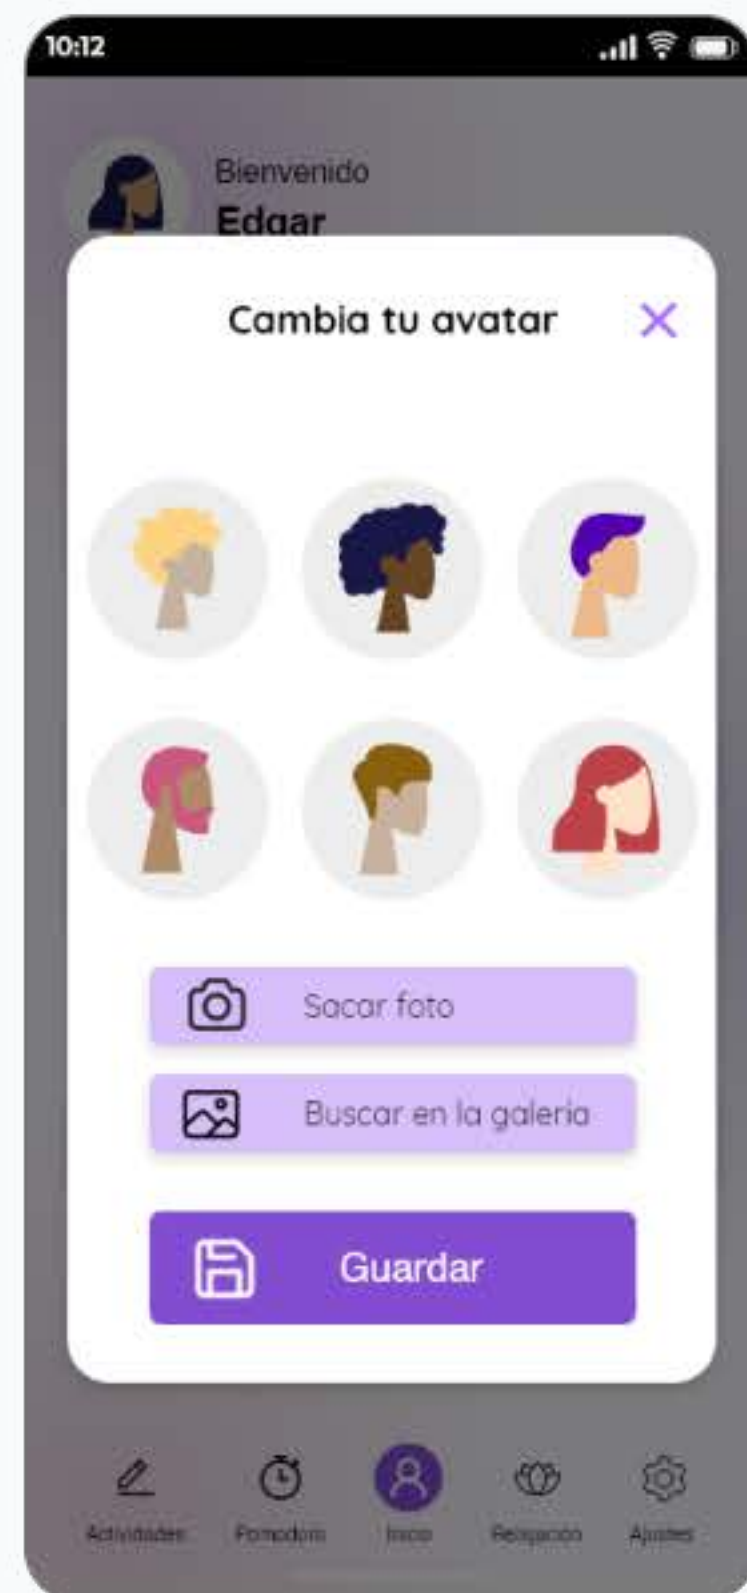 10:12
Bienvenido
Edgar
Cambia tu avatar
Sacar foto
Buscar en la galería
Guardar
Actividades
Pomodoro
Inicio
Relajación
Ajustes